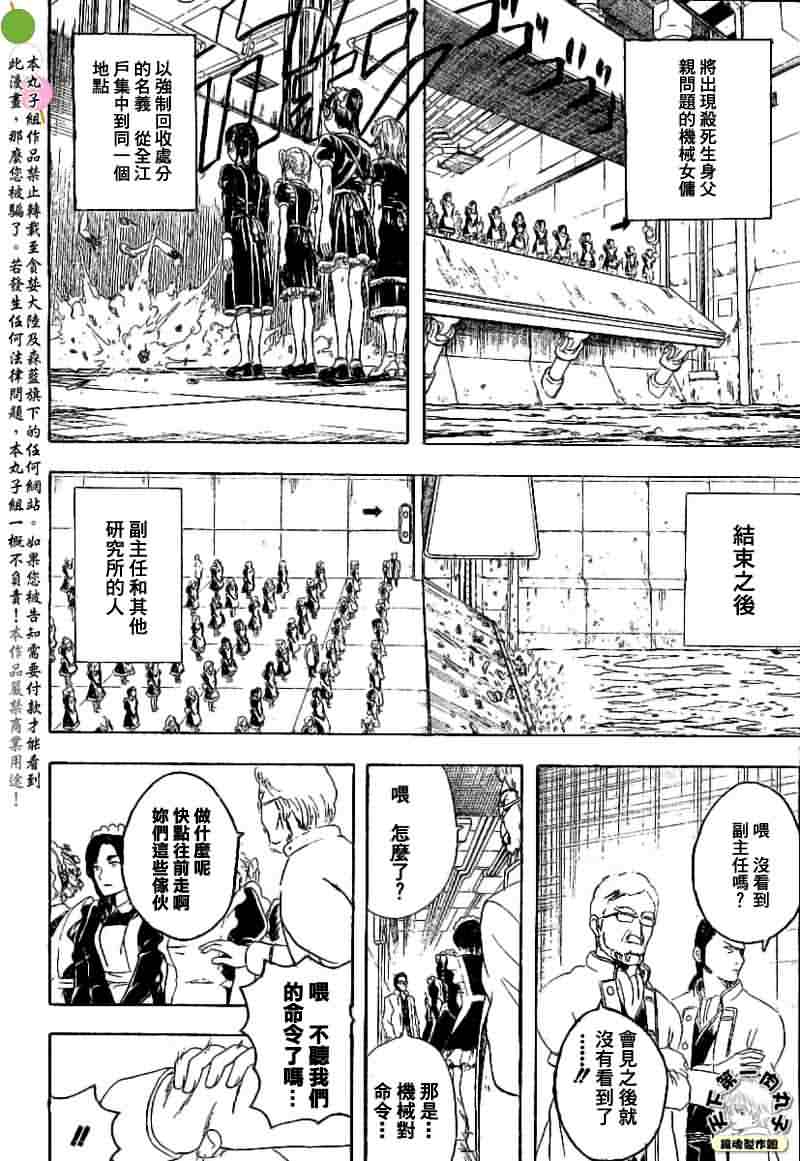 將出現殺死生身父
親問題的機械女傭
以強制回收處分
的名義 從全江
戶集中到同一個
地點
結束之後
副主任和其他
研究所的人
喂 沒看到
副主任嗎?
會見之後就
沒有看到了
……!!
喂 怎麼了?
那是…
機械對
命令…
做什麼呢
快點往前走啊
妳們這些傢伙
喂 不聽我們
的命令了嗎…
!!
本丸子組作品禁止轉載至貪婪大陸及森藍旗下的任何網站。如果您被告知需要付款才能看到
此漫畫,那麼您被騙了。若發生任何法律問題,本丸子組一概不負責!本作品嚴禁商業用途!
天下第一肉丸子